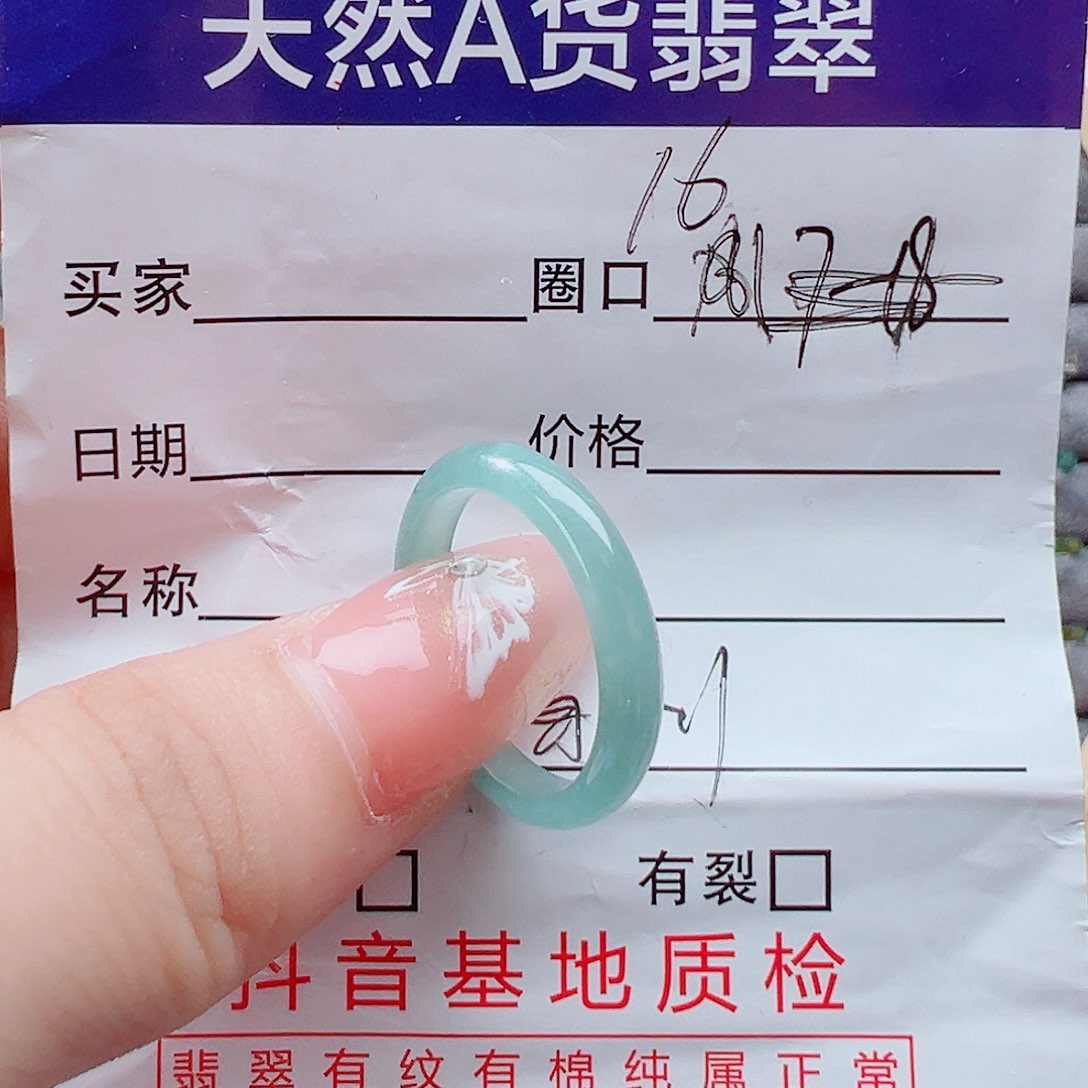 天然A货翡翠
16
买家 圈口
日期 价格
名称
有裂
抖音基地质检
翡翠有纹有棉纯属正常